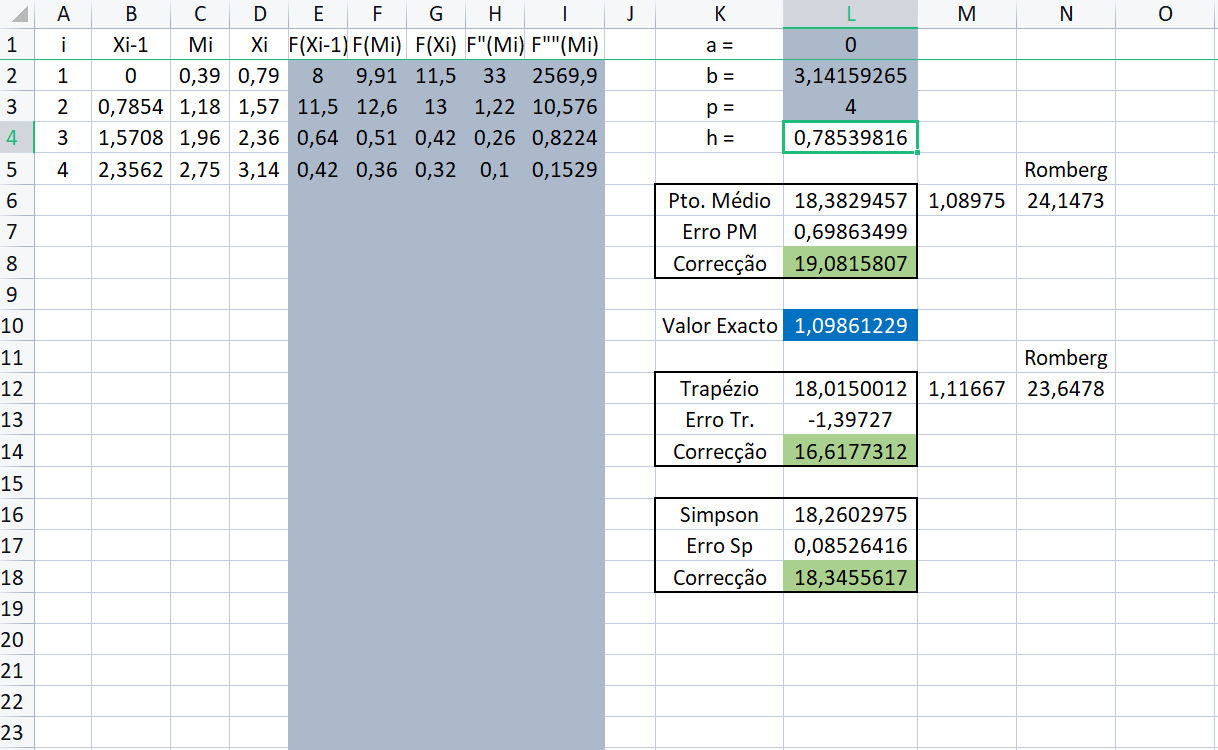 A B C D E F G H I J K L M N O
1 i Xi-1 Mi Xi F(Xi-1) F(Mi) F(Xi) F"(Mi) F""(Mi) a = 0
2 1 0 0,39 0,79 8 9,91 11,5 33 2569,9 b = 3,14159265
3 2 0,7854 1,18 1,57 11,5 12,6 13 1,22 10,576 p = 4
4 3 1,5708 1,96 2,36 0,64 0,51 0,42 0,26 0,8224 h = 0,78539816
5 4 2,3562 2,75 3,14 0,42 0,36 0,32 0,1 0,1529 Romberg
6 Pto. Médio 18,3829457 1,08975 24,1473
7 Erro PM 0,69863499
8 Correcção 19,0815807
9
10 Valor Exacto 1,09861229
11 Romberg
12 Trapézio 18,0150012 1,11667 23,6478
13 Erro Tr. -1,39727
14 Correcção 16,6177312
15
16 Simpson 18,2602975
17 Erro Sp 0,08526416
18 Correcção 18,3455617
19
20
21
22
23